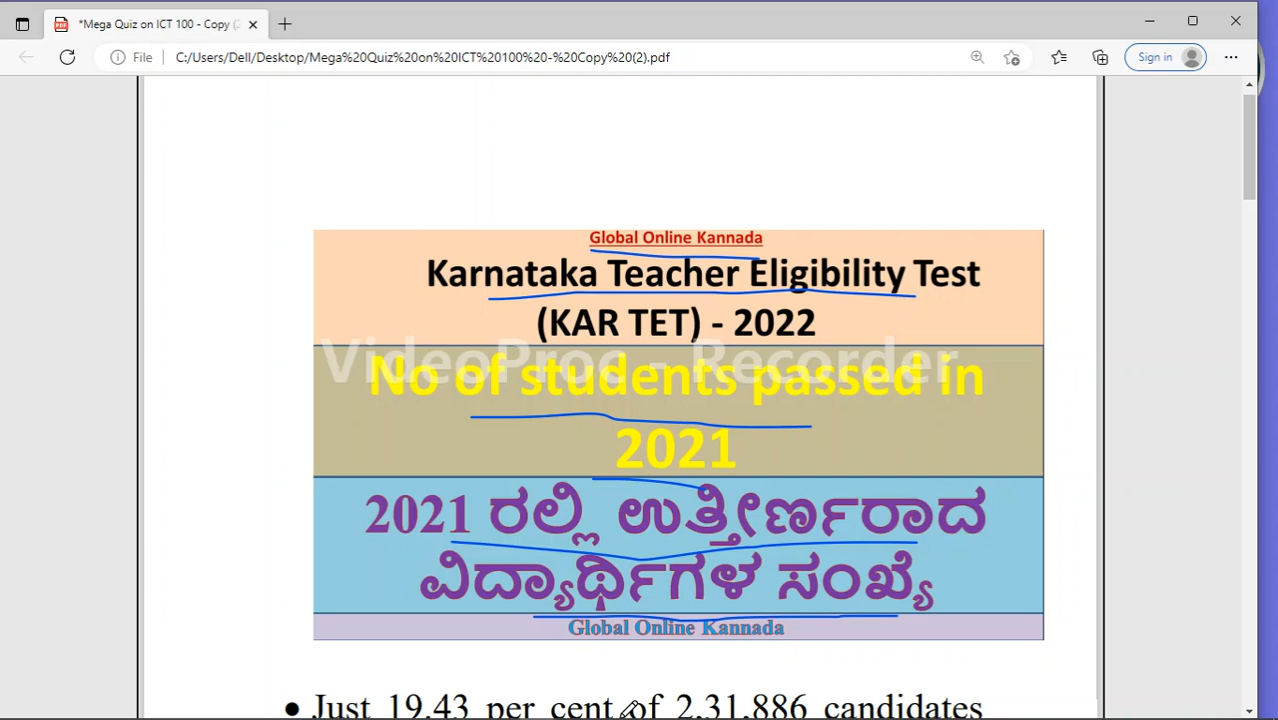 *Mega Quiz on ICT 100 - Copy (2
File C:/Users/Dell/Desktop/Mega%20Quiz%20on%20ICT%20100%20-%20Copy%20(2).pdf Sign in
Global Online Kannada
Karnataka Teacher Eligibility Test
(KAR TET) - 2022
VideoProc - Recorder
No of students passed in
2021
2021 ರಲ್ಲಿ ಉತ್ತೀರ್ಣರಾದ
ವಿದ್ಯಾರ್ಥಿಗಳ ಸಂಖ್ಯೆ
Global Online Kannada
• Just 19.43 per cent of 2,31,886 candidates